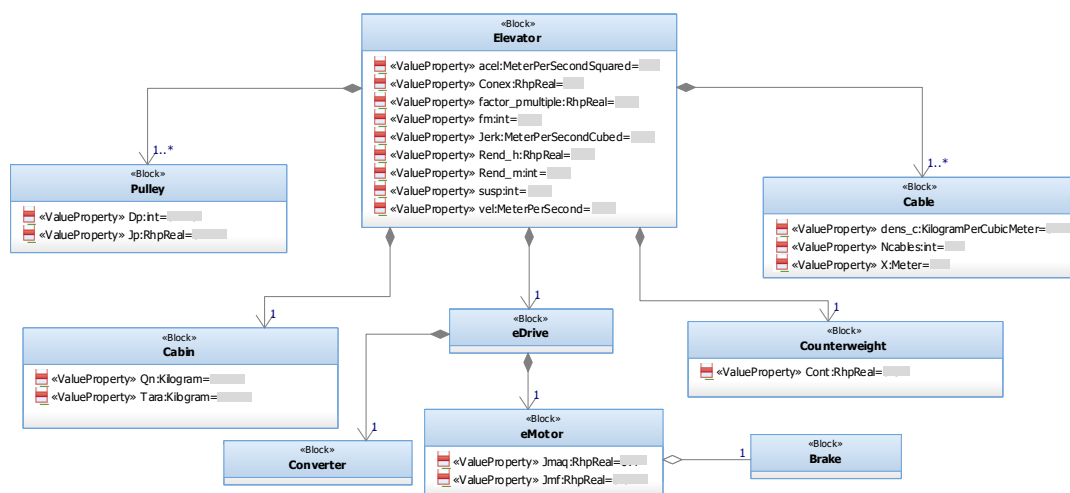 «Block»
Elevator
«ValueProperty» acel:MeterPerSecondSquared=
«ValueProperty» Conex:RhpReal=
«ValueProperty» factor_pmultiple:RhpReal=
«ValueProperty» fm:int=
«ValueProperty» Jerk:MeterPerSecondCubed=
«ValueProperty» Rend_h:RhpReal=
«ValueProperty» Rend_m:int=
«ValueProperty» susp:int=
«ValueProperty» vel:MeterPerSecond=
1..*
«Block»
Pulley
«ValueProperty» Dp:int=
«ValueProperty» Jp:RhpReal=
1..*
«Block»
Cable
«ValueProperty» dens_c:KilogramPerCubicMeter=
«ValueProperty» Ncables:int=
«ValueProperty» X:Meter=
1
«Block»
Cabin
«ValueProperty» Qn:Kilogram=
«ValueProperty» Tara:Kilogram=
1
«Block»
eDrive
1
«Block»
Counterweight
«ValueProperty» Cont:RhpReal=
1
«Block»
Converter
1
«Block»
eMotor
«ValueProperty» Jmaq:RhpReal=
«ValueProperty» Jmf:RhpReal=
1
«Block»
Brake